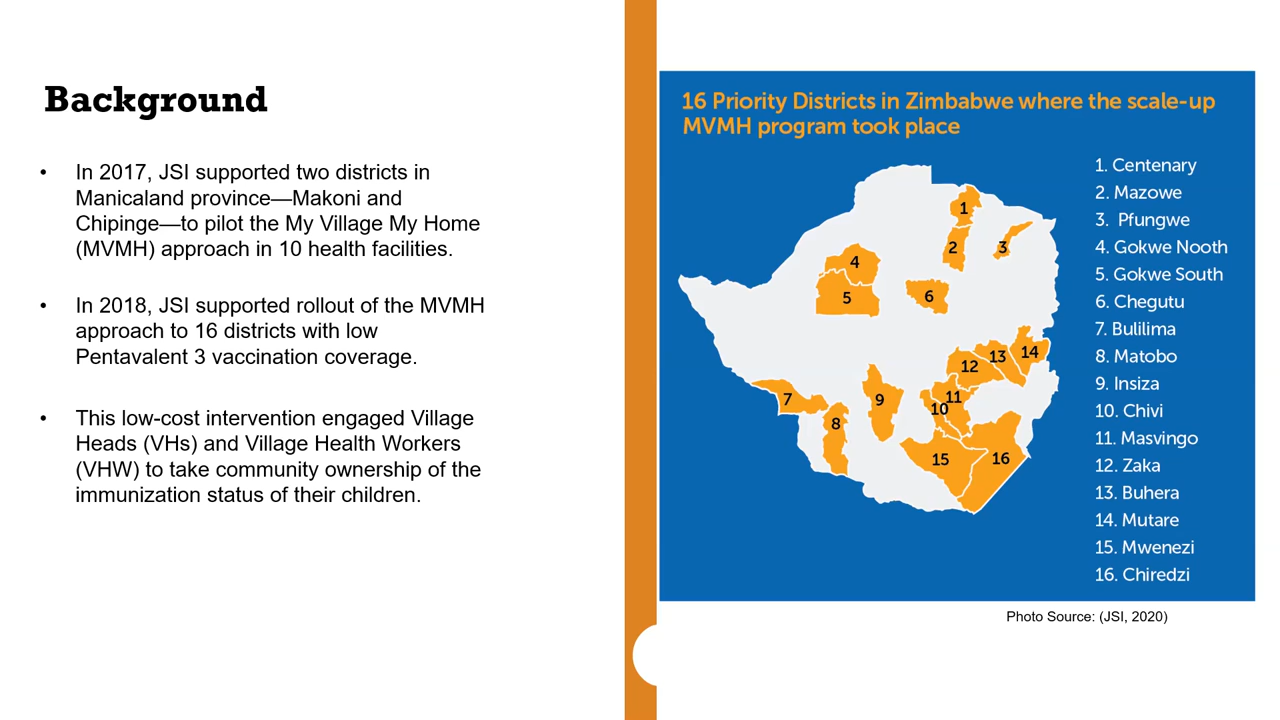 Background
• In 2017, JSI supported two districts in
Manicaland province—Makoni and
Chipinge—to pilot the My Village My Home
(MVMH) approach in 10 health facilities.
• In 2018, JSI supported rollout of the MVMH
approach to 16 districts with low
Pentavalent 3 vaccination coverage.
• This low-cost intervention engaged Village
Heads (VHs) and Village Health Workers
(VHW) to take community ownership of the
immunization status of their children.
16 Priority Districts in Zimbabwe where the scale-up
MVMH program took place
1
2
3
4
5
6
7
8
9
10
11
12
13
14
15
16
1. Centenary
2. Mazowe
3. Pfungwe
4. Gokwe Nooth
5. Gokwe South
6. Chegutu
7. Bulilima
8. Matobo
9. Insiza
10. Chivi
11. Masvingo
12. Zaka
13. Buhera
14. Mutare
15. Mwenezi
16. Chiredzi
Photo Source: (JSI, 2020)